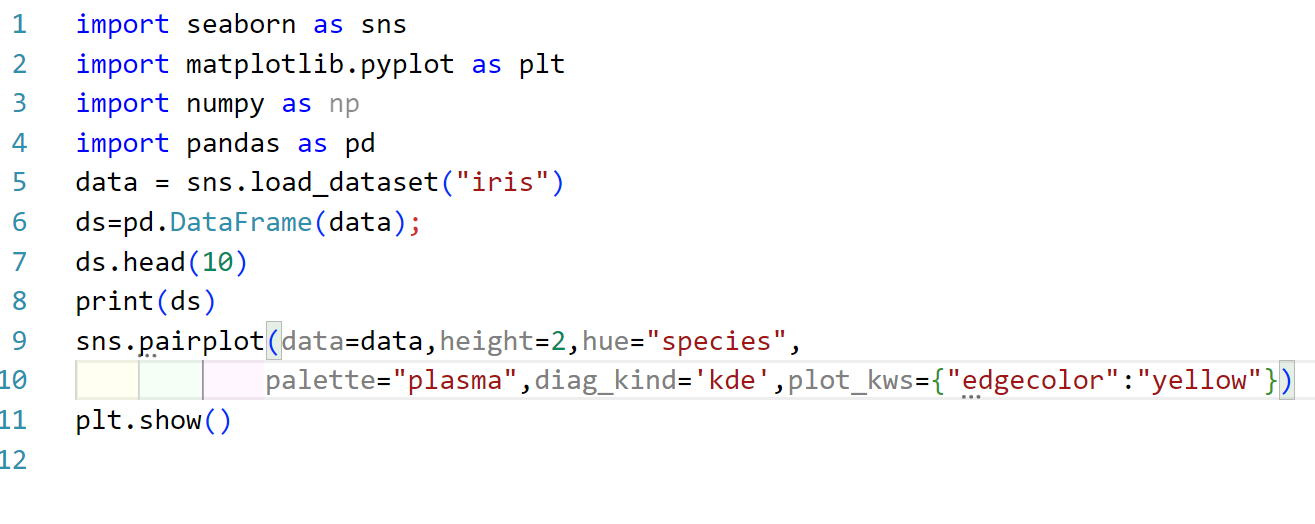 1 import seaborn as sns
2 import matplotlib.pyplot as plt
3 import numpy as np
4 import pandas as pd
5 data = sns.load_dataset("iris")
6 ds=pd.DataFrame(data);
7 ds.head(10)
8 print(ds)
9 sns.pairplot(data=data,height=2,hue="species",
10 palette="plasma",diag_kind='kde',plot_kws={"edgecolor":"yellow"})
11 plt.show()
12